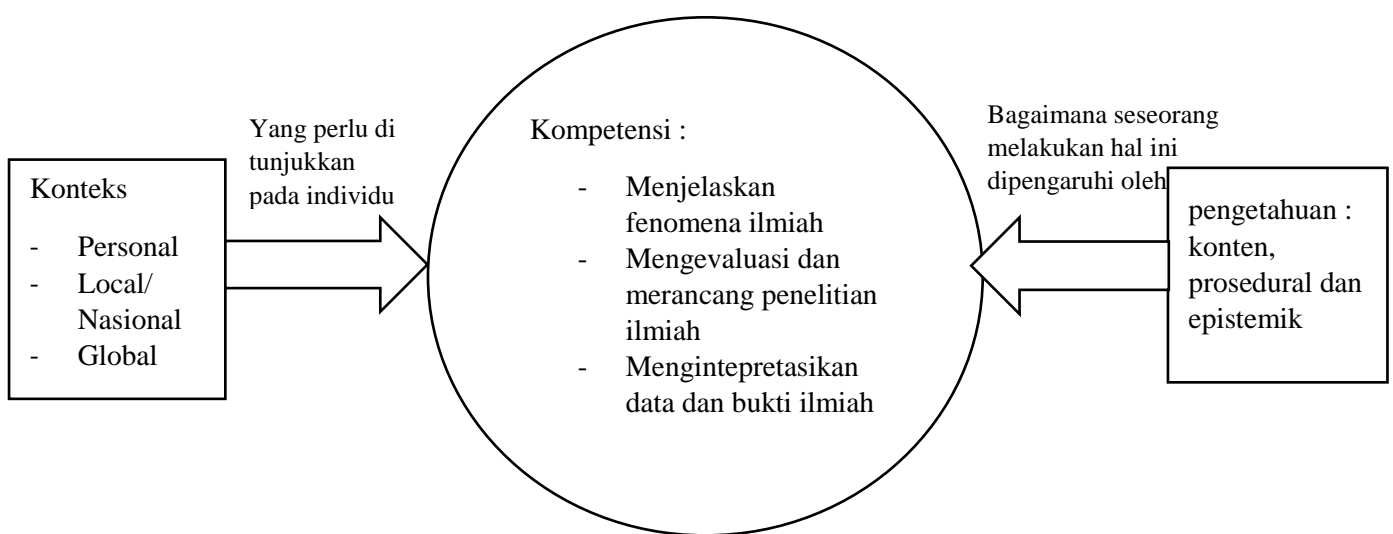 Konteks
- Personal
- Local/
Nasional
- Global
Yang perlu di
tunjukkan
pada individu
Kompetensi :
- Menjelaskan
fenomena ilmiah
- Mengevaluasi dan
merancang penelitian
ilmiah
- Mengintepretasikan
data dan bukti ilmiah
Bagaimana seseorang
melakukan hal ini
dipengaruhi oleh
pengetahuan :
konten,
prosedural dan
epistemik